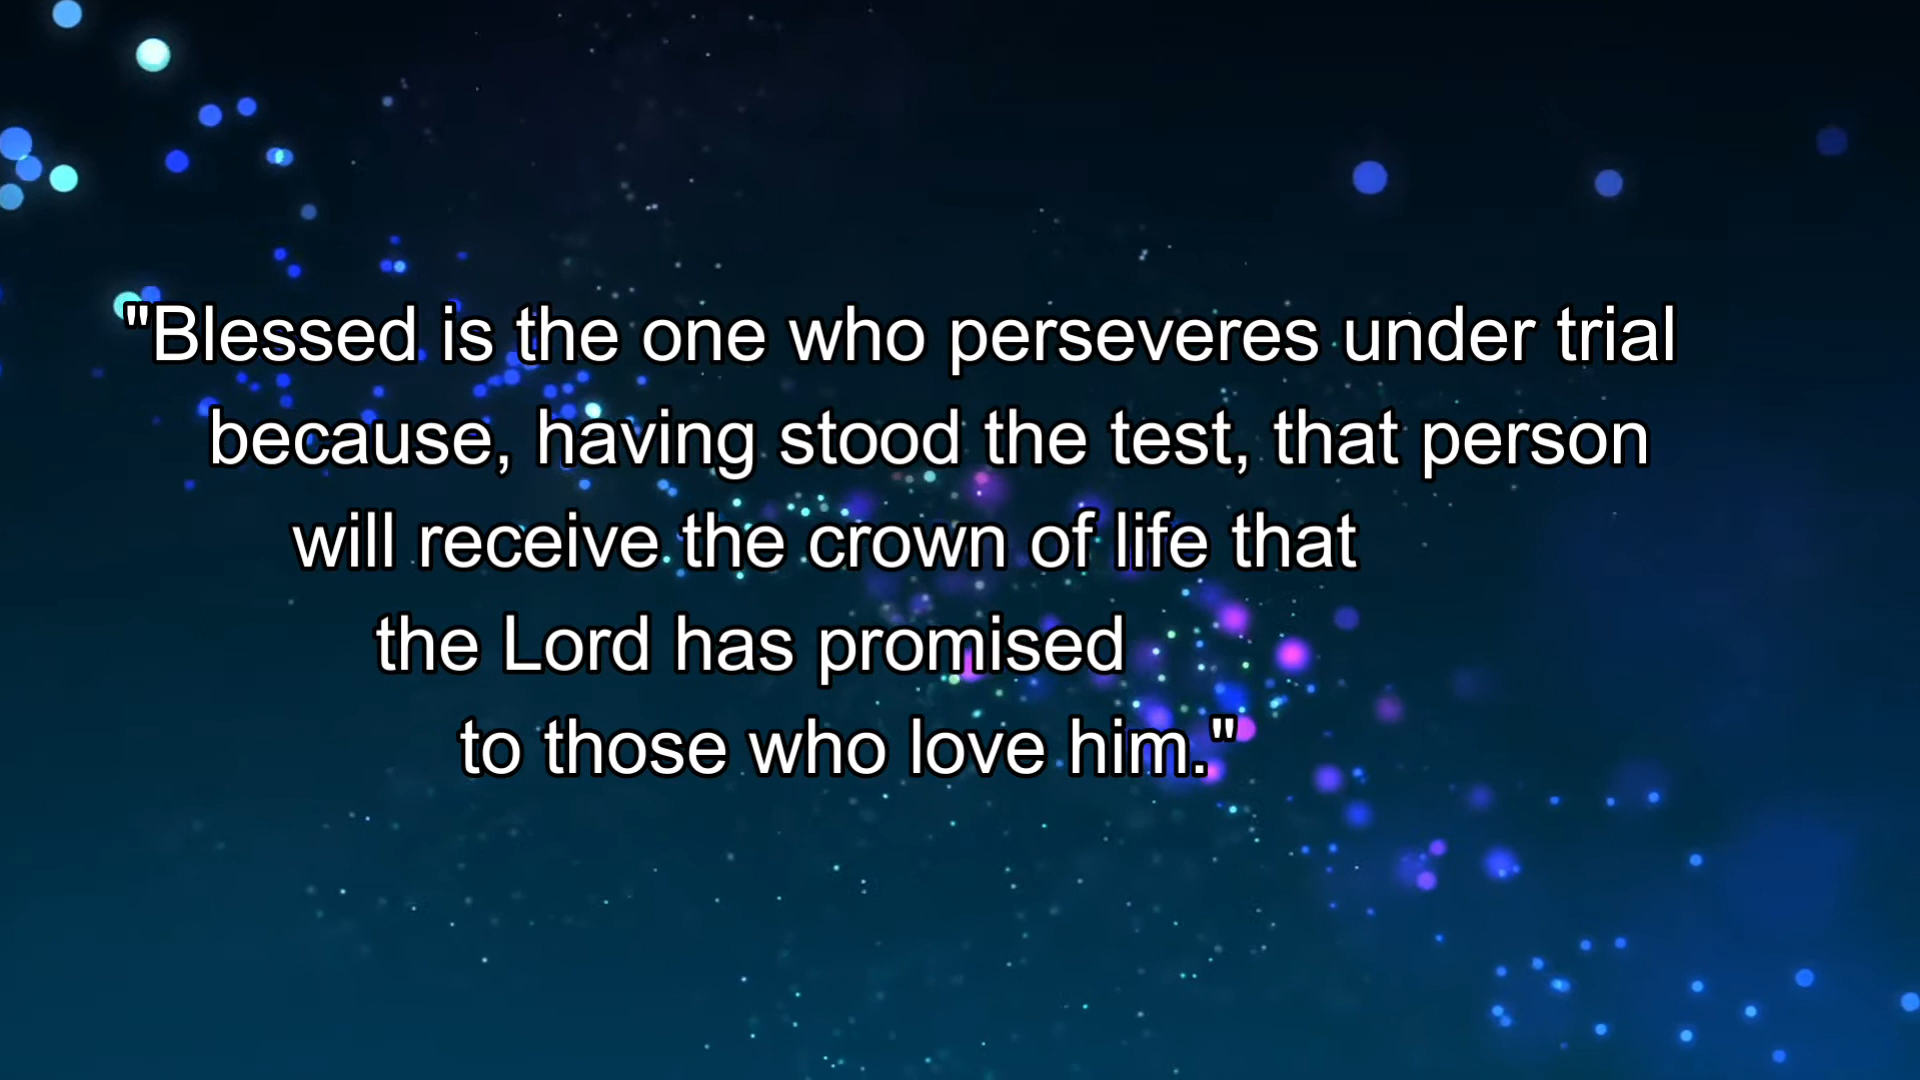 "Blessed is the one who perseveres under trial
because, having stood the test, that person
will receive the crown of life that
the Lord has promised
to those who love him."